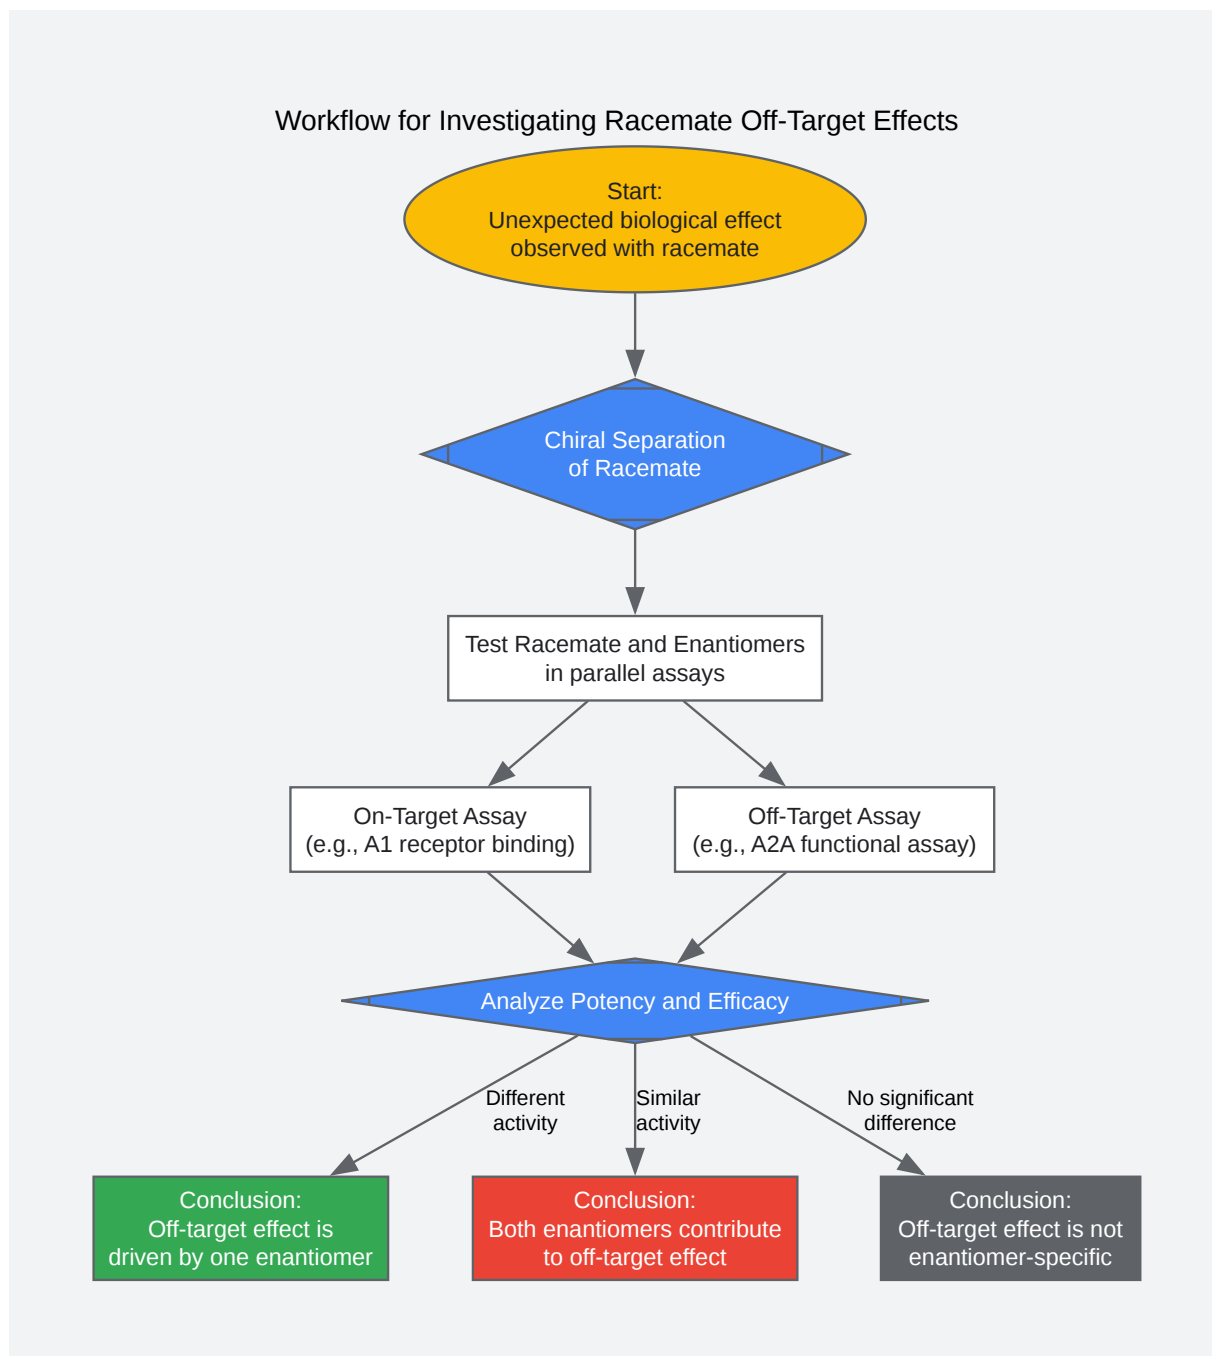 Workflow for Investigating Racemate Off-Target Effects
Start:
Unexpected biological effect
observed with racemate
Chiral Separation
of Racemate
Test Racemate and Enantiomers
in parallel assays
On-Target Assay
(e.g., A1 receptor binding)
Off-Target Assay
(e.g., A2A functional assay)
Analyze Potency and Efficacy
Different
activity
Similar
activity
No significant
difference
Conclusion:
Off-target effect is
driven by one enantiomer
Conclusion:
Both enantiomers contribute
to off-target effect
Conclusion:
Off-target effect is not
enantiomer-specific